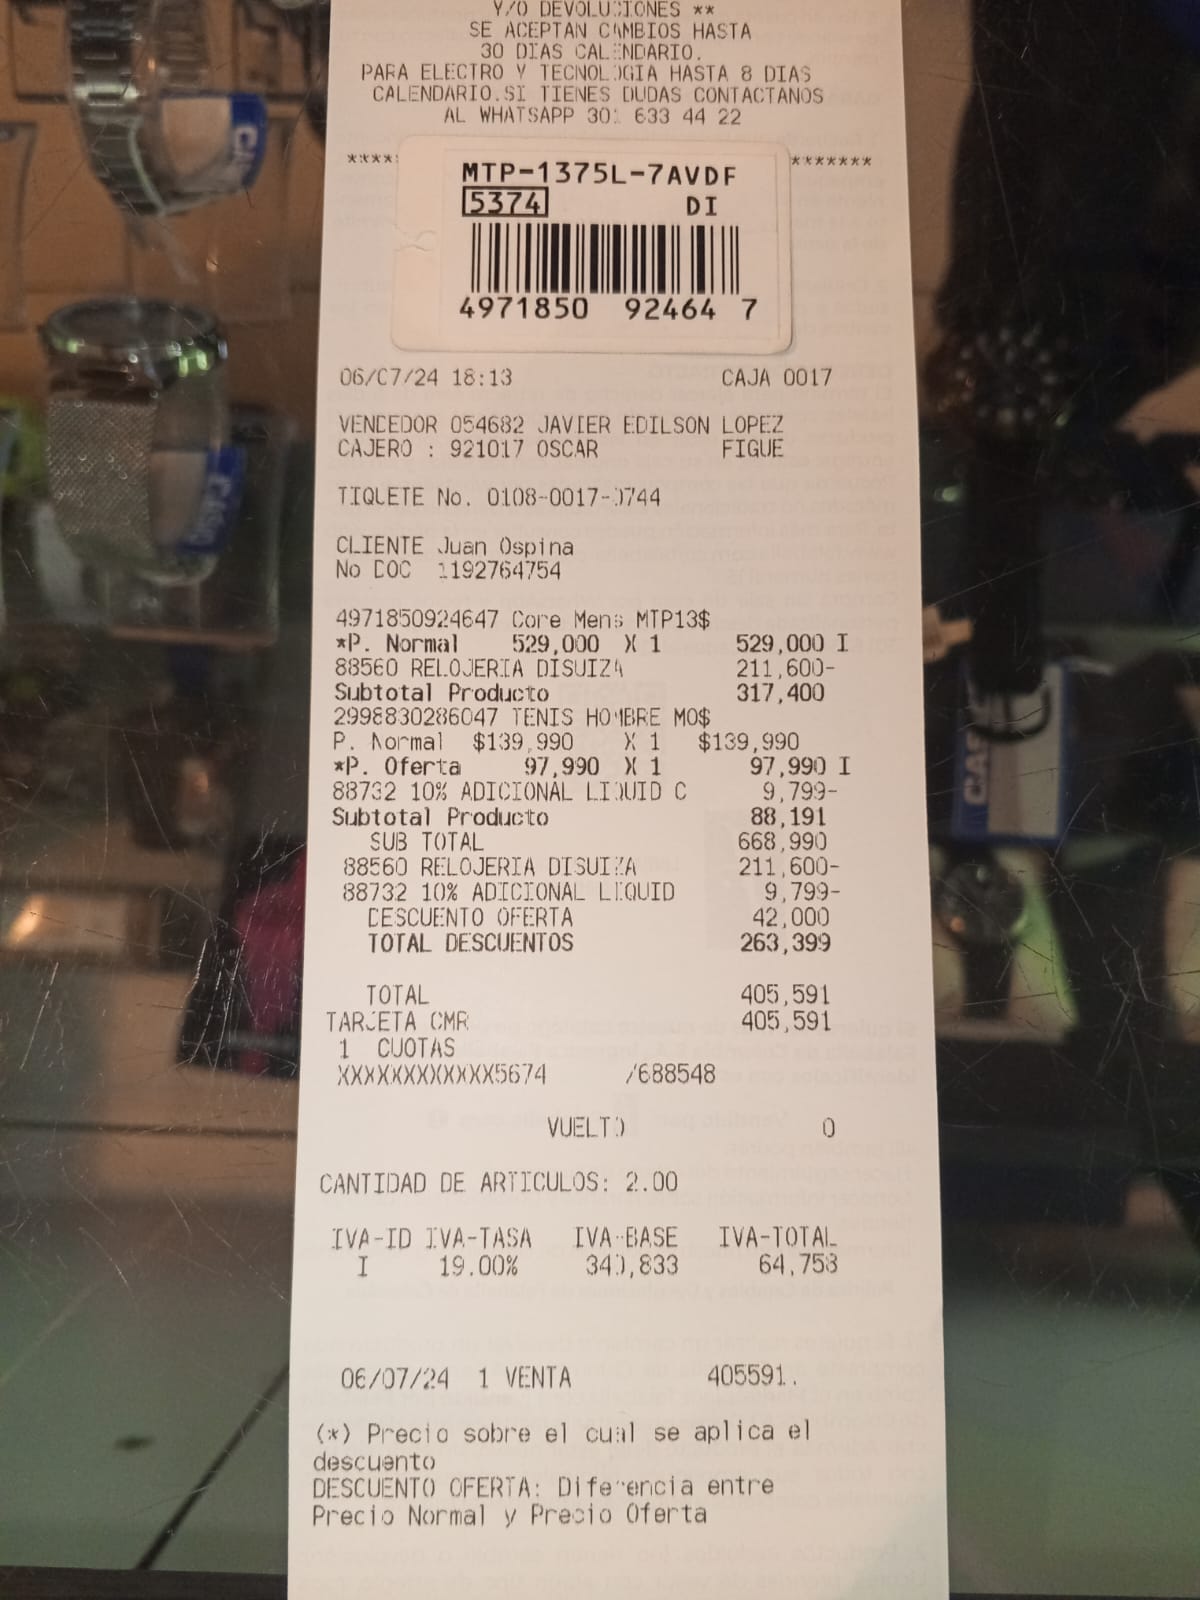 Y/O DEVOLUCIONES **
SE ACEPTAN CAMBIOS HASTA
30 DIAS CALENDARIO.
PARA ELECTRO Y TECNOLOGIA HASTA 8 DIAS
CALENDARIO.SI TIENES DUDAS CONTACTANOS
AL WHATSAPP 301 633 44 22
**** *******
MTP-1375L-7AVDF
5374 DI
4971850 92464 7
06/07/24 18:13 CAJA 0017
VENDEDOR 054682 JAVIER EDILSON LOPEZ
CAJERO : 921017 OSCAR FIGUE
TIQUETE No. 0108-0017-0744
CLIENTE Juan Ospina
No DOC 1192764754
4971850924647 Core Mens MTP13$
*P. Normal 529,000 X 1 529,000 I
88560 RELOJERIA DISUIZA 211,600-
Subtotal Producto 317,400
2998830286047 TENIS HOMBRE MO$
P. Normal $139,990 X 1 $139,990
*P. Oferta 97,990 X 1 97,990 I
88732 10% ADICIONAL LIQUID C 9,799-
Subtotal Producto 88,191
SUB TOTAL 668,990
88560 RELOJERIA DISUIZA 211,600-
88732 10% ADICIONAL LIQUID 9,799-
DESCUENTO OFERTA 42,000
TOTAL DESCUENTOS 263,399
TOTAL 405,591
TARJETA CMR 405,591
1 CUOTAS
XXXXXXXXXXXX5674 /688548
VUELTO 0
CANTIDAD DE ARTICULOS: 2.00
IVA-ID IVA-TASA IVA-BASE IVA-TOTAL
I 19.00% 340,833 64,758
06/07/24 1 VENTA 405591.
(*) Precio sobre el cual se aplica el
descuento
DESCUENTO OFERTA: Diferencia entre
Precio Normal y Precio Oferta
CASIO